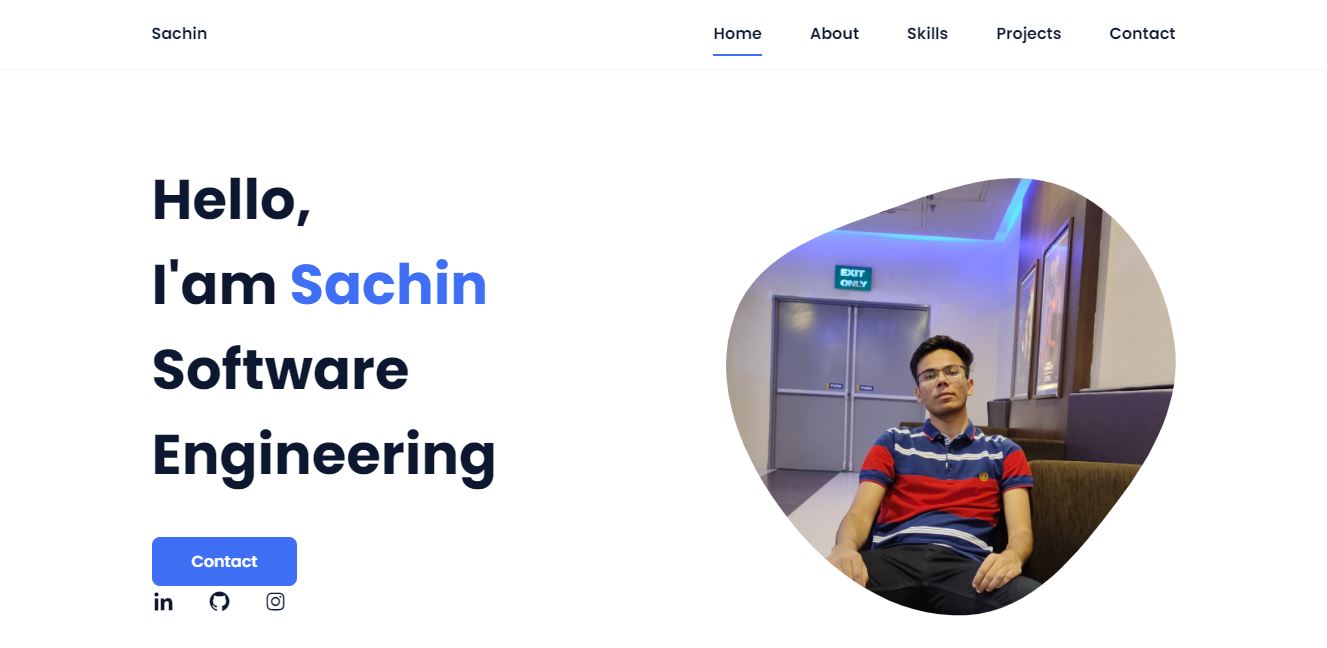 Sachin
Home About Skills Projects Contact
Hello,
I'am Sachin
Software
Engineering
Contact
in
EXIT
ONLY